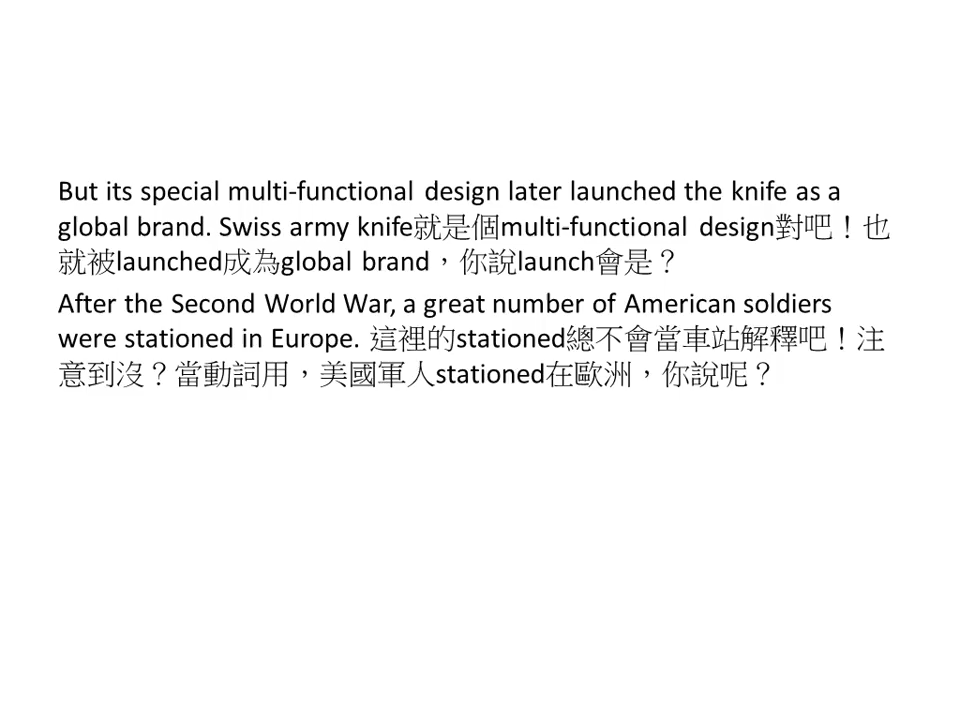 But its special multi-functional design later launched the knife as a
global brand. Swiss army knife就是個multi-functional design對吧！也
就被launched成為global brand，你說launch會是？
After the Second World War, a great number of American soldiers
were stationed in Europe. 這裡的stationed總不會當車站解釋吧！注
意到沒？當動詞用，美國軍人stationed在歐洲，你說呢？